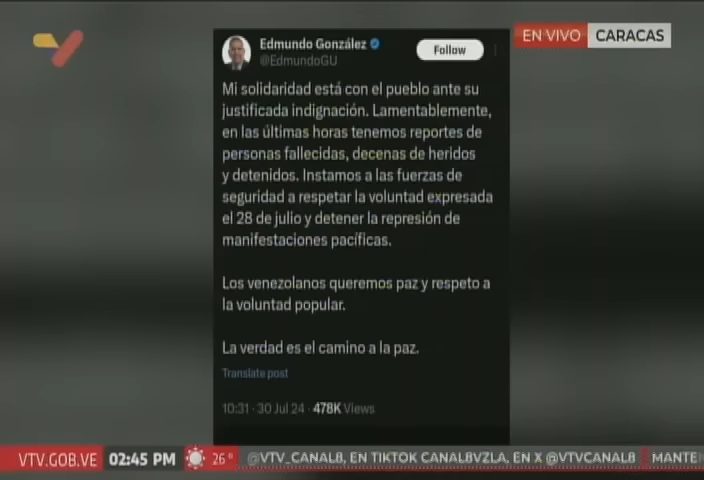 Edmundo González
EN VIVO CARACAS
Follow
@EdmundoGU
Mi solidaridad está con el pueblo ante su
justificada indignación. Lamentablemente,
en las últimas horas tenemos reportes de
personas fallecidas, decenas de heridos
y detenidos. Instamos a las fuerzas de
seguridad a respetar la voluntad expresada
el 28 de julio y detener la represión de
manifestaciones pacíficas.
Los venezolanos queremos paz y respeto a
la voluntad popular.
La verdad es el camino a la paz.
Translate post
10:31 · 30 Jul 24 · 478K Views
VTV.GOB.VE 02:45 PM 26° @VTV_CANAL8, EN TIKTOK CANAL8VZLA, EN X @VTVCANAL8 MANTE